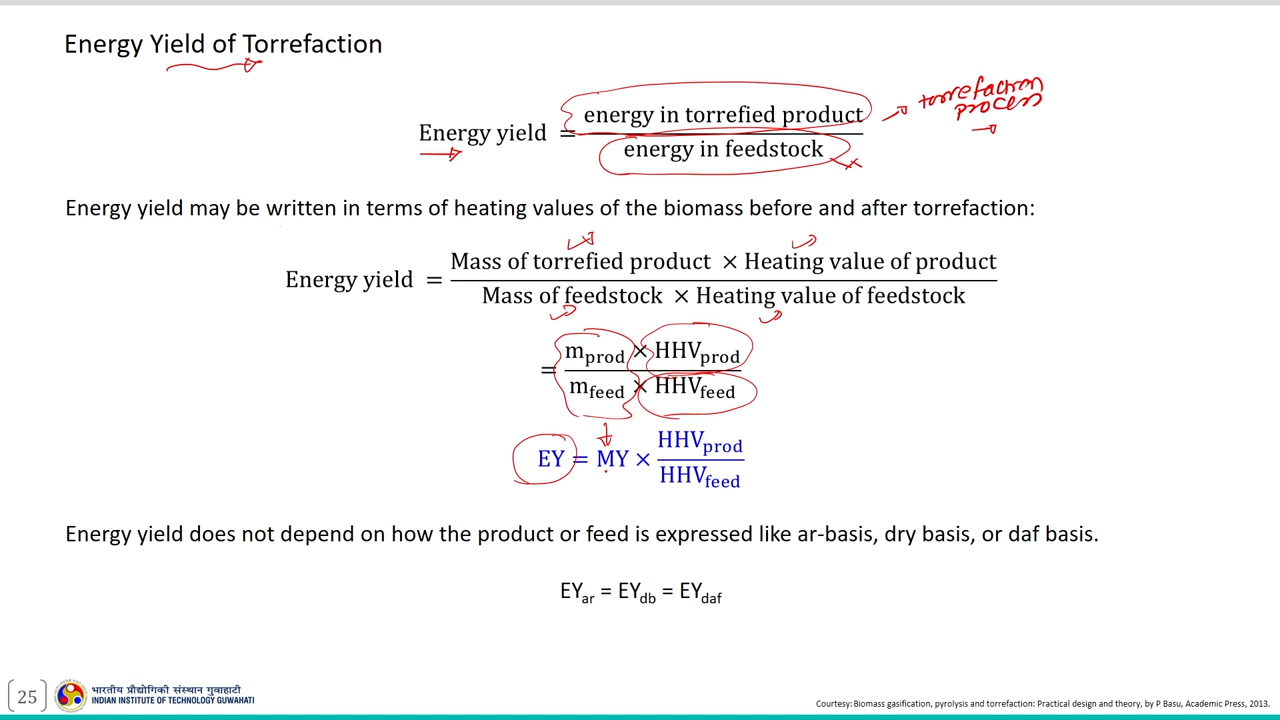 Energy Yield of Torrefaction
Energy yield = energy in torrefied product / energy in feedstock
torrefaction
process
Energy yield may be written in terms of heating values of the biomass before and after torrefaction:
Energy yield = Mass of torrefied product × Heating value of product / Mass of feedstock × Heating value of feedstock
= m_prod × HHV_prod / m_feed × HHV_feed
EY = MY × HHV_prod / HHV_feed
Energy yield does not depend on how the product or feed is expressed like ar-basis, dry basis, or daf basis.
EY_ar = EY_db = EY_daf
25
भारतीय प्रौद्योगिकी संस्थान गुवाहाटी
INDIAN INSTITUTE OF TECHNOLOGY GUWAHATI
Courtesy: Biomass gasification, pyrolysis and torrefaction: Practical design and theory, by P Basu, Academic Press, 2013.